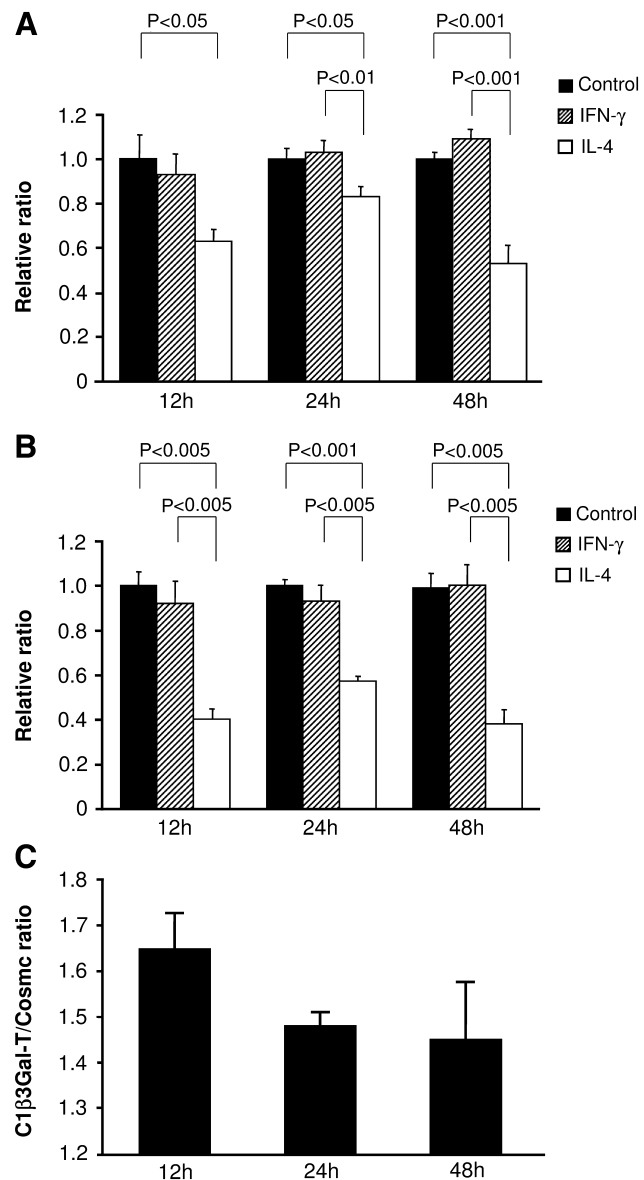 A
P<0.05
P<0.05
P<0.001
P<0.01
P<0.001
Control
IFN-γ
IL-4
Relative ratio
1.2
1.0
0.8
0.6
0.4
0.2
0
12h
24h
48h
B
P<0.005
P<0.001
P<0.005
P<0.005
P<0.005
P<0.005
Control
IFN-γ
IL-4
Relative ratio
1.2
1.0
0.8
0.6
0.4
0.2
0
12h
24h
48h
C
C1β3Gal-T/Cosmc ratio
1.8
1.7
1.6
1.5
1.4
1.3
1.2
12h
24h
48h